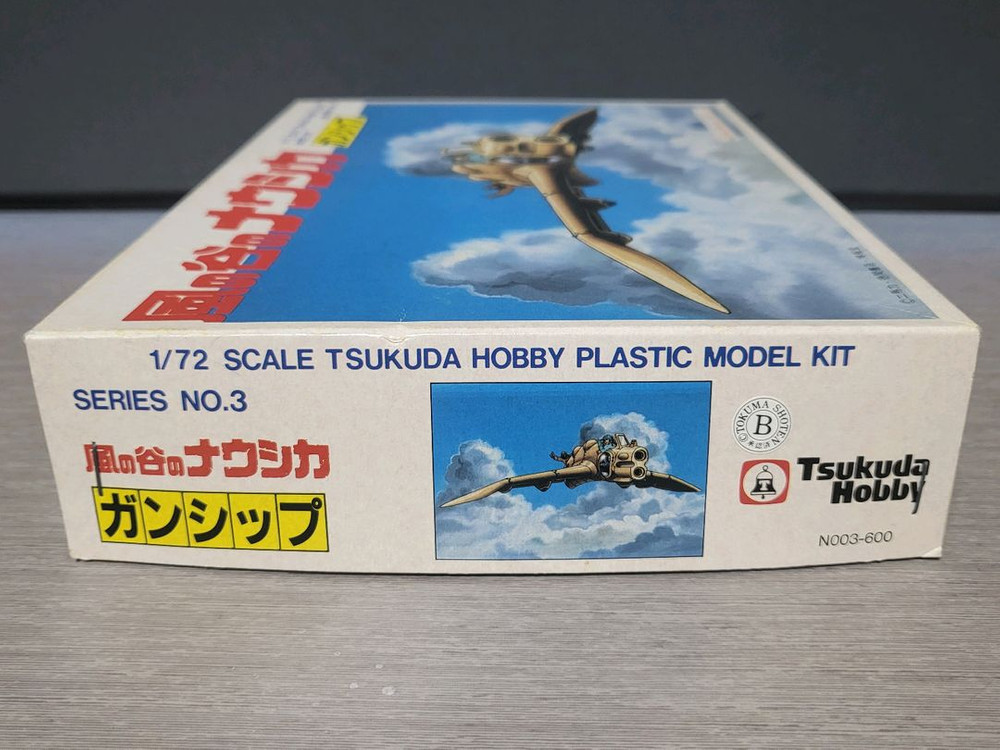 風の谷のナウシカ
1/72 SCALE TSUKUDA HOBBY PLASTIC MODEL KIT
SERIES NO.3
風の谷のナウシカ
ガンシップ
©TOKUMA SHOTEN
B
Tsukuda
Hobby
N003-600